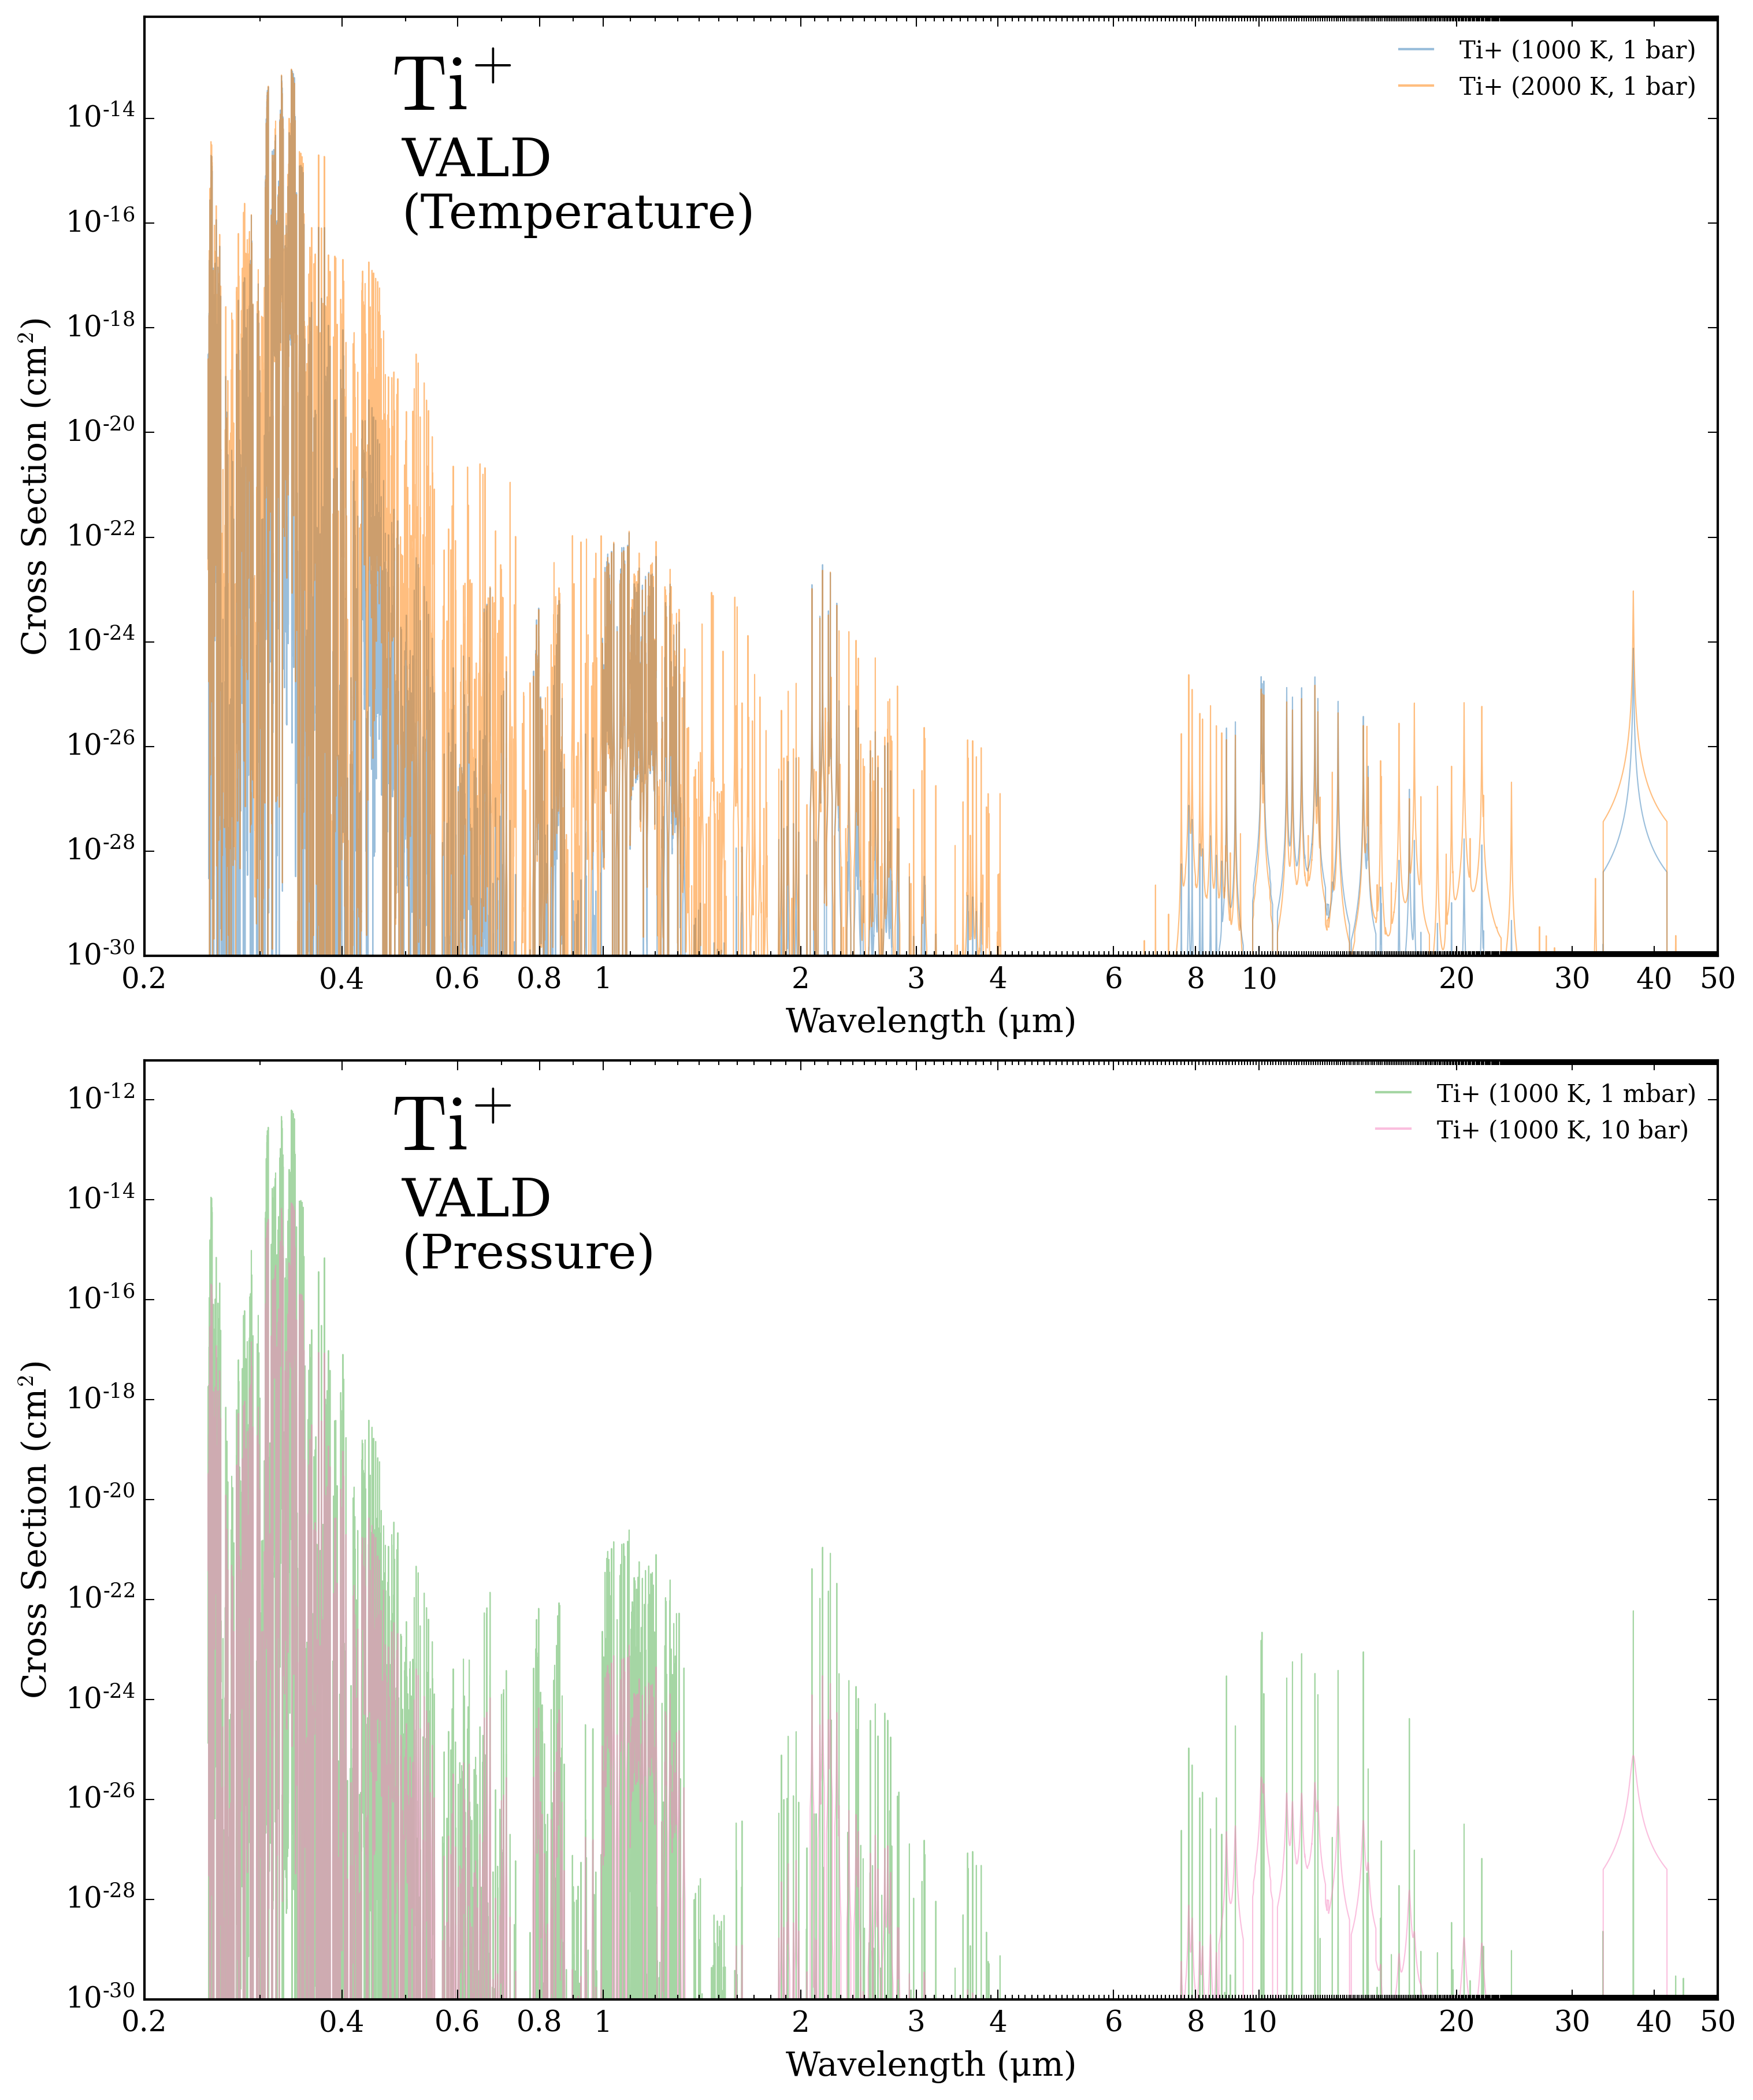 Ti⁺
VALD
(Temperature)
Ti+ (1000 K, 1 bar)
Ti+ (2000 K, 1 bar)
Cross Section (cm²)
10⁻¹⁴
10⁻¹⁶
10⁻¹⁸
10⁻²⁰
10⁻²²
10⁻²⁴
10⁻²⁶
10⁻²⁸
10⁻³⁰
0.2 0.4 0.6 0.8 1 2 3 4 6 8 10 20 30 40 50
Wavelength (μm)
Ti⁺
VALD
(Pressure)
Ti+ (1000 K, 1 mbar)
Ti+ (1000 K, 10 bar)
Cross Section (cm²)
10⁻¹²
10⁻¹⁴
10⁻¹⁶
10⁻¹⁸
10⁻²⁰
10⁻²²
10⁻²⁴
10⁻²⁶
10⁻²⁸
10⁻³⁰
0.2 0.4 0.6 0.8 1 2 3 4 6 8 10 20 30 40 50
Wavelength (μm)